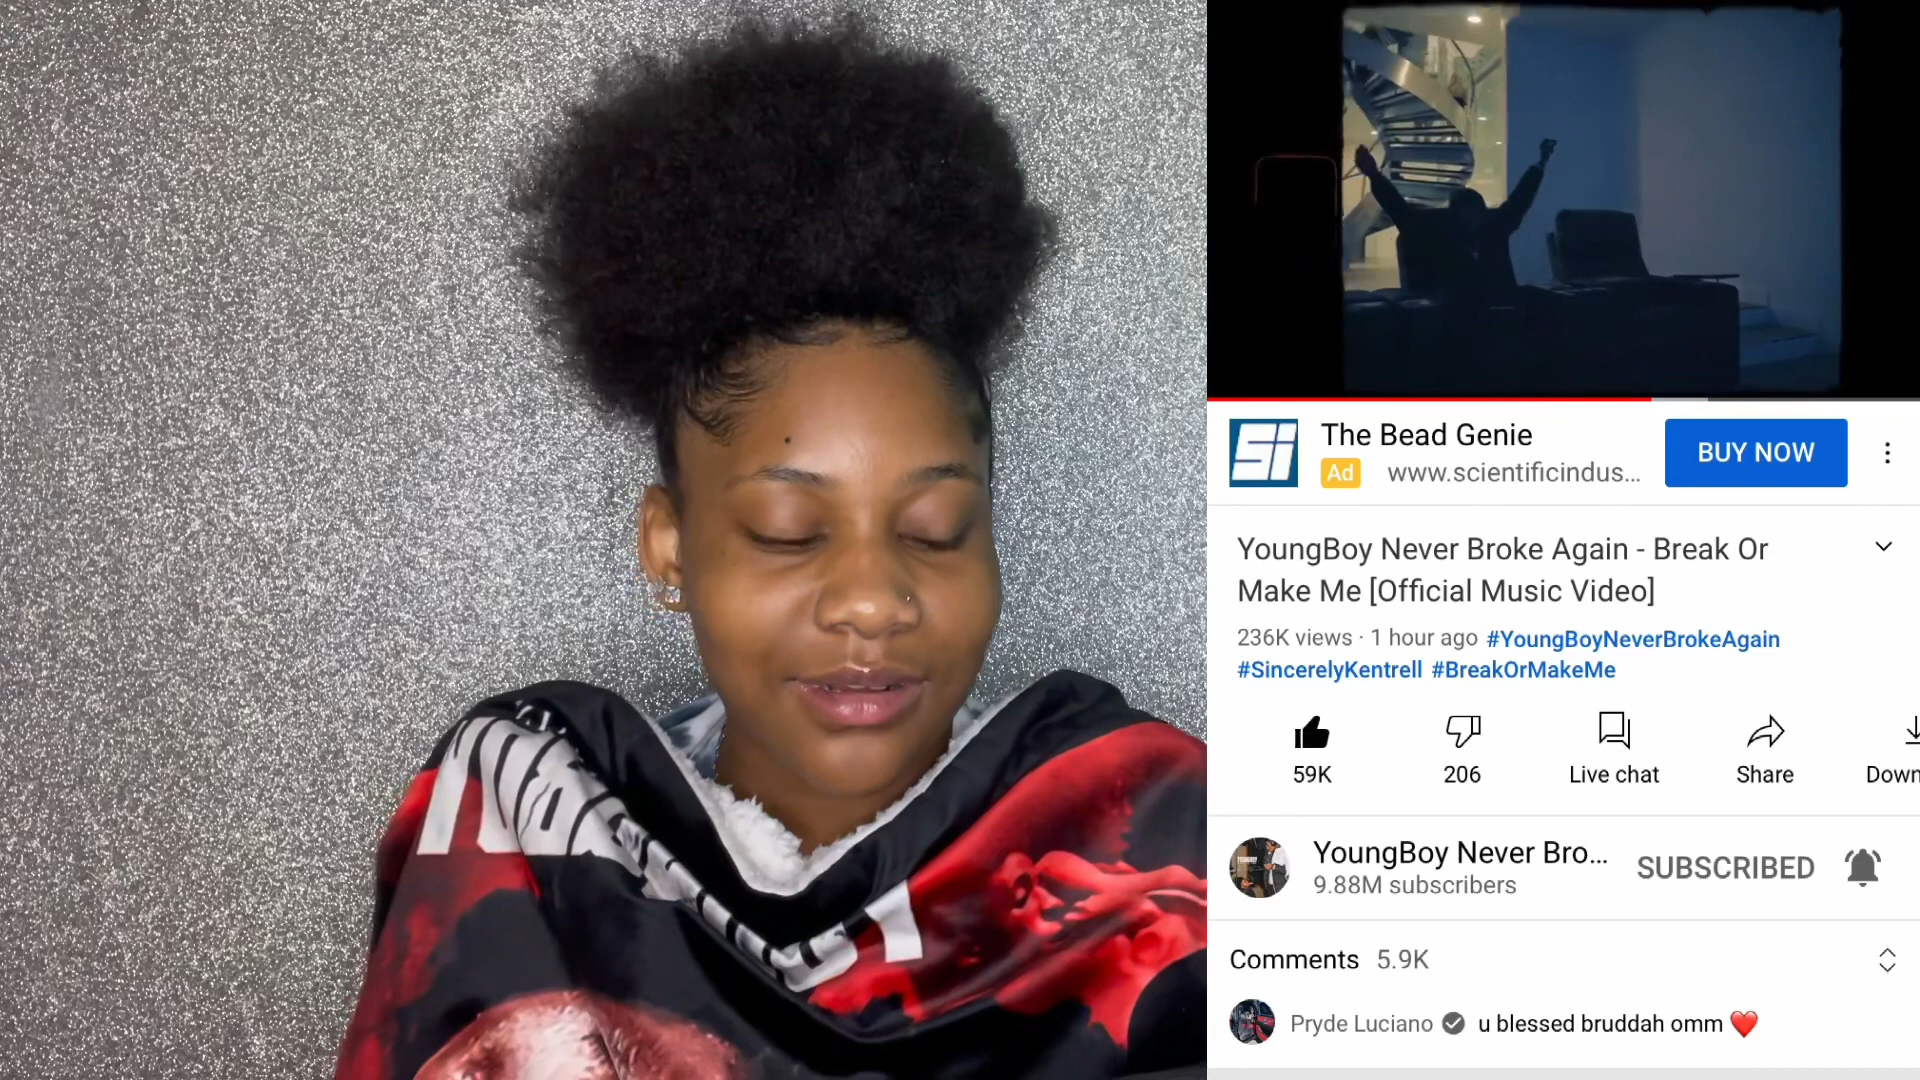 The Bead Genie
Ad www.scientificindus...
BUY NOW
YoungBoy Never Broke Again - Break Or
Make Me [Official Music Video]
236K views · 1 hour ago #YoungBoyNeverBrokeAgain
#SincerelyKentrell #BreakOrMakeMe
59K
206
Live chat
Share
Down
YoungBoy Never Bro...
9.88M subscribers
SUBSCRIBED
Comments 5.9K
Pryde Luciano u blessed bruddah omm ❤️